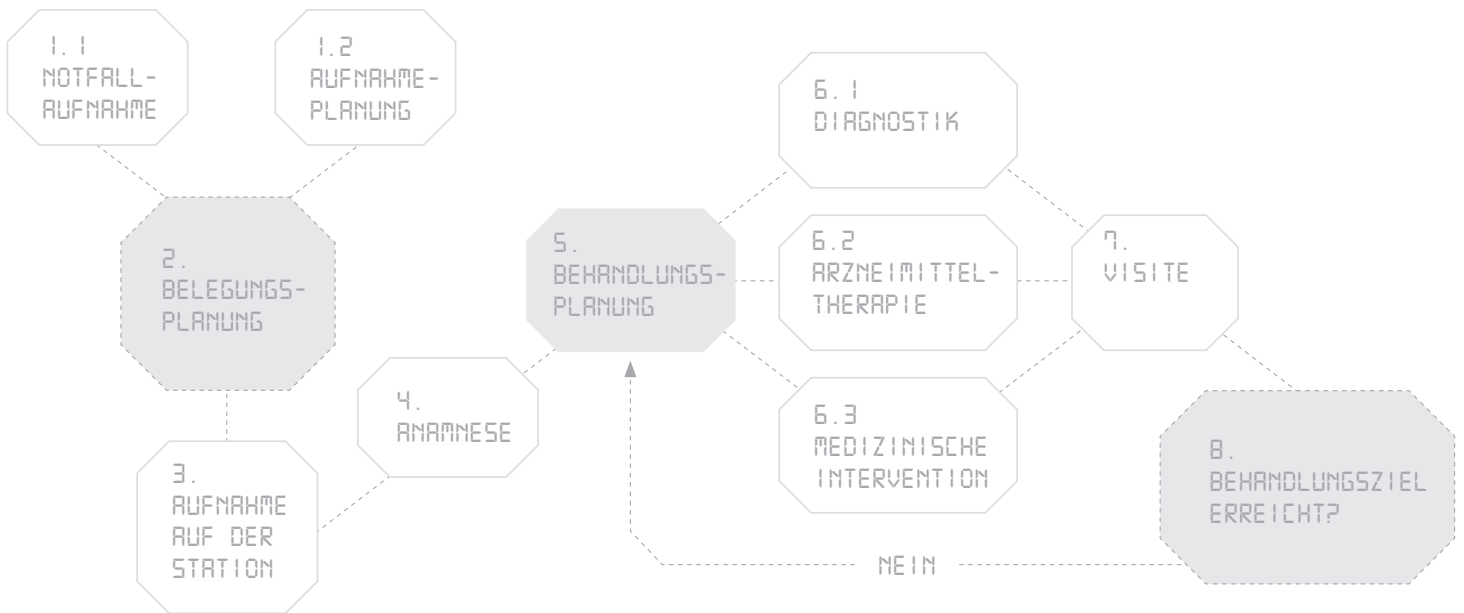 1.1
NOTFALL-
AUFNAHME
1.2
AUFNAHME-
PLANUNG
2.
BELEGUNGS-
PLANUNG
3.
AUFNAHME
AUF DER
STATION
4.
ANAMNESE
5.
BEHANDLUNGS-
PLANUNG
6.1
DIAGNOSTIK
6.2
ARZNEIMITTEL-
THERAPIE
6.3
MEDIZINISCHE
INTERVENTION
7.
VISITE
8.
BEHANDLUNGSZIEL
ERREICHT?
NEIN